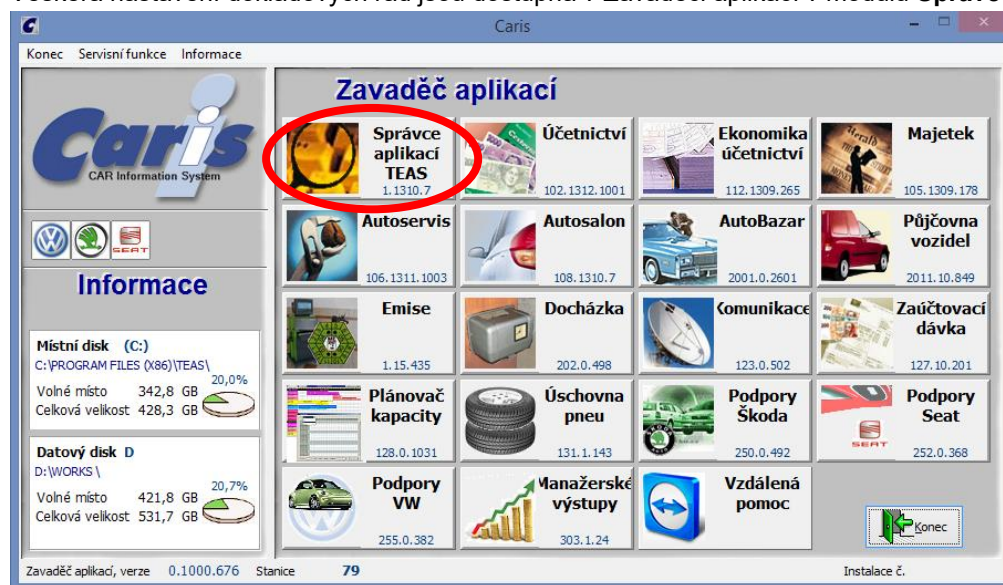 Caris
Konec Servisní funkce Informace
Caris
CAR Information System
SEAT
Informace
Místní disk (C:)
C:\PROGRAM FILES (X86)\TEAS\
20,0%
Volné místo 342,8 GB
Celková velikost 428,3 GB
Datový disk D
D:\WORKS \
20,7%
Volné místo 421,8 GB
Celková velikost 531,7 GB
Zavaděč aplikací
Správce
aplikací
TEAS
1.1310.7
Účetnictví
102.1312.1001
Ekonomika
účetnictví
112.1309.265
Majetek
105.1309.178
Autoservis
106.1311.1003
Autosalon
108.1310.7
AutoBazar
2001.0.2601
Půjčovna
vozidel
2011.10.849
Emise
1.15.435
Docházka
202.0.498
Komunikace
123.0.502
Zaúčtovací
dávka
127.10.201
Plánovač
kapacity
128.0.1031
Úschovna
pneu
131.1.143
Podpory
Škoda
250.0.492
Podpory
Seat
SEAT
252.0.368
Podpory
VW
255.0.382
Manažerské
výstupy
303.1.24
Vzdálená
pomoc
Konec
Zavaděč aplikací, verze 0.1000.676 Stanice 79 Instalace č.